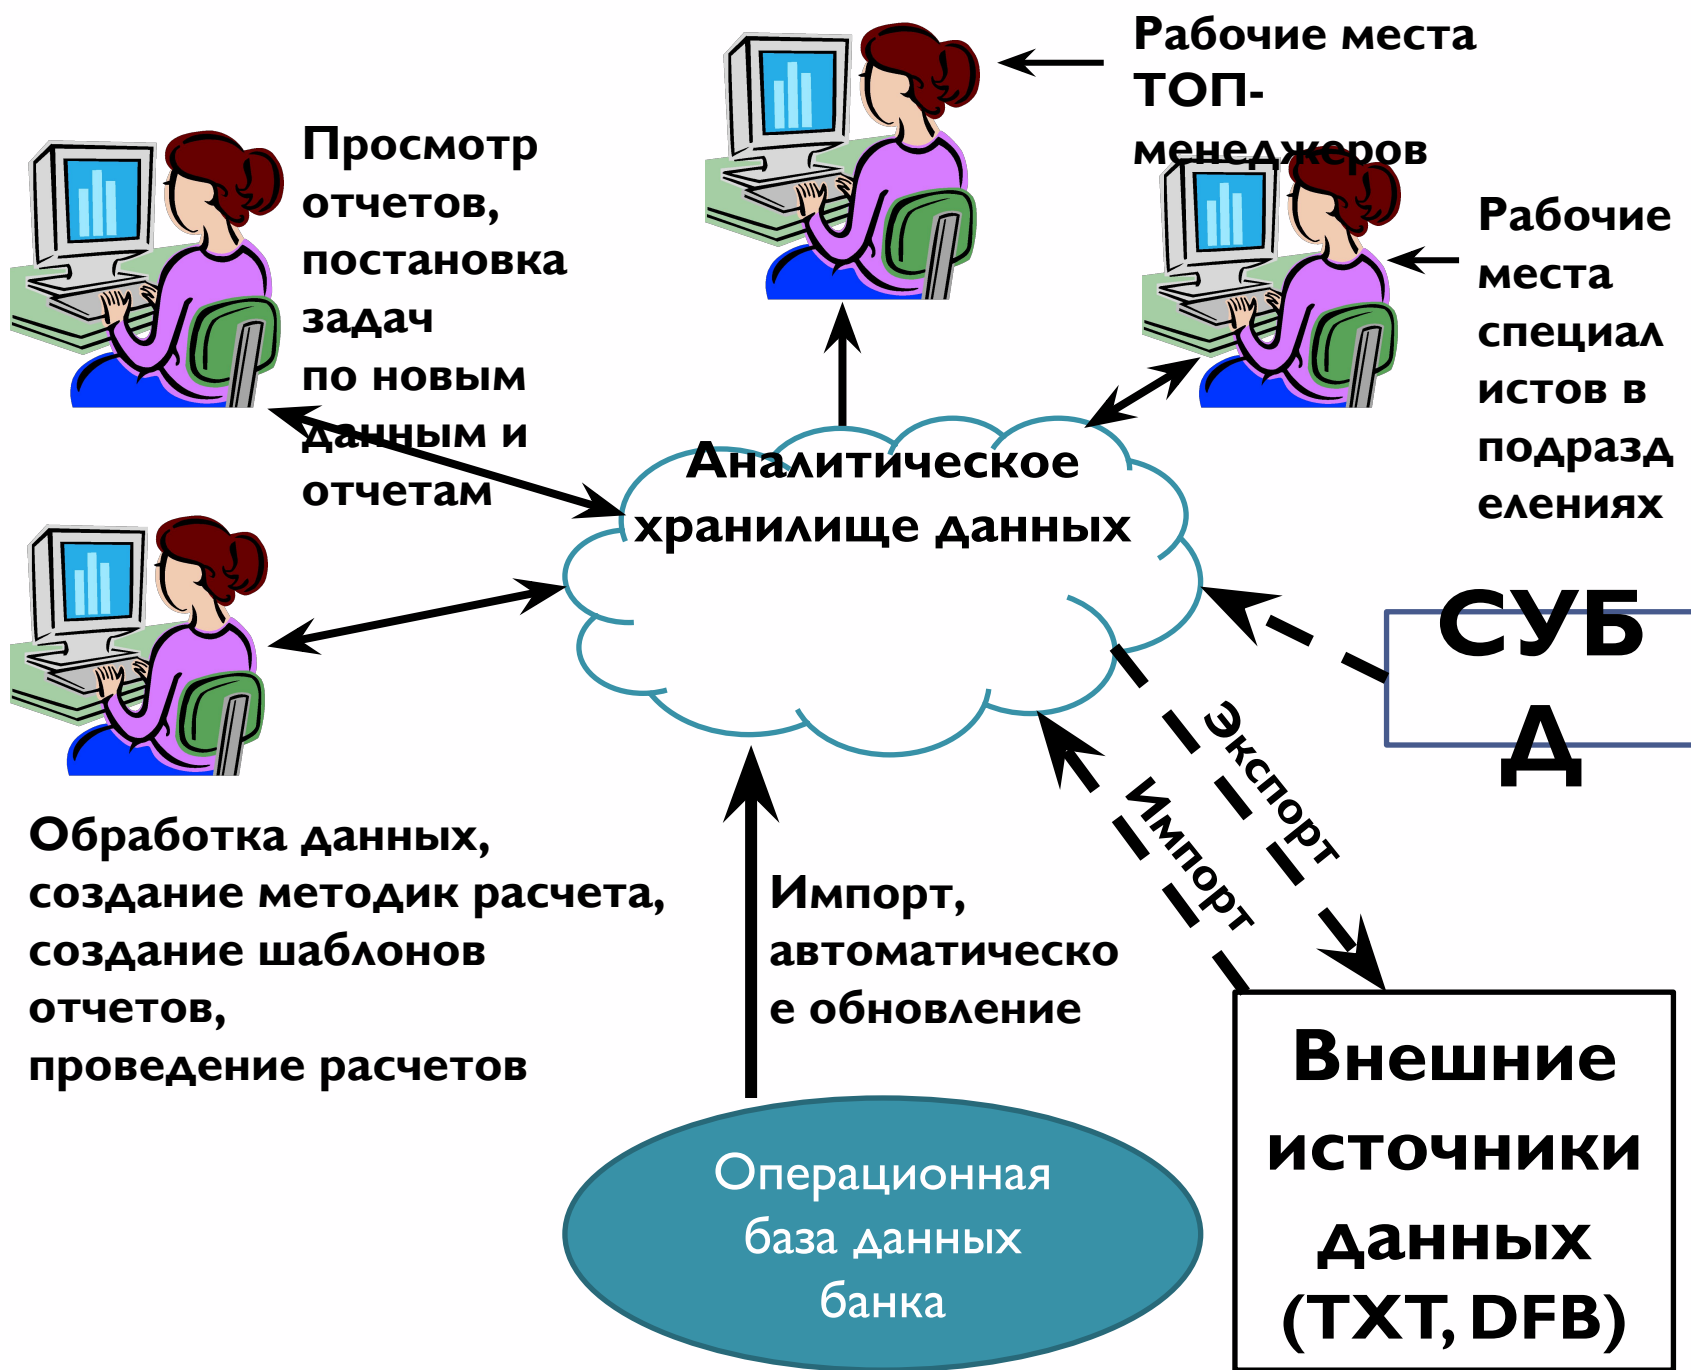 Рабочие места
ТОП-
менеджеров
Просмотр
отчетов,
постановка
задач
по новым
данным и
отчетам
Рабочие
места
специал
истов в
подразд
елениях
Аналитическое
хранилище данных
СУБ
Д
Экспорт
Импорт
Обработка данных,
создание методик расчета,
создание шаблонов
отчетов,
проведение расчетов
Импорт,
автоматическо
е обновление
Операционная
база данных
банка
Внешние
источники
данных
(TXT, DFB)